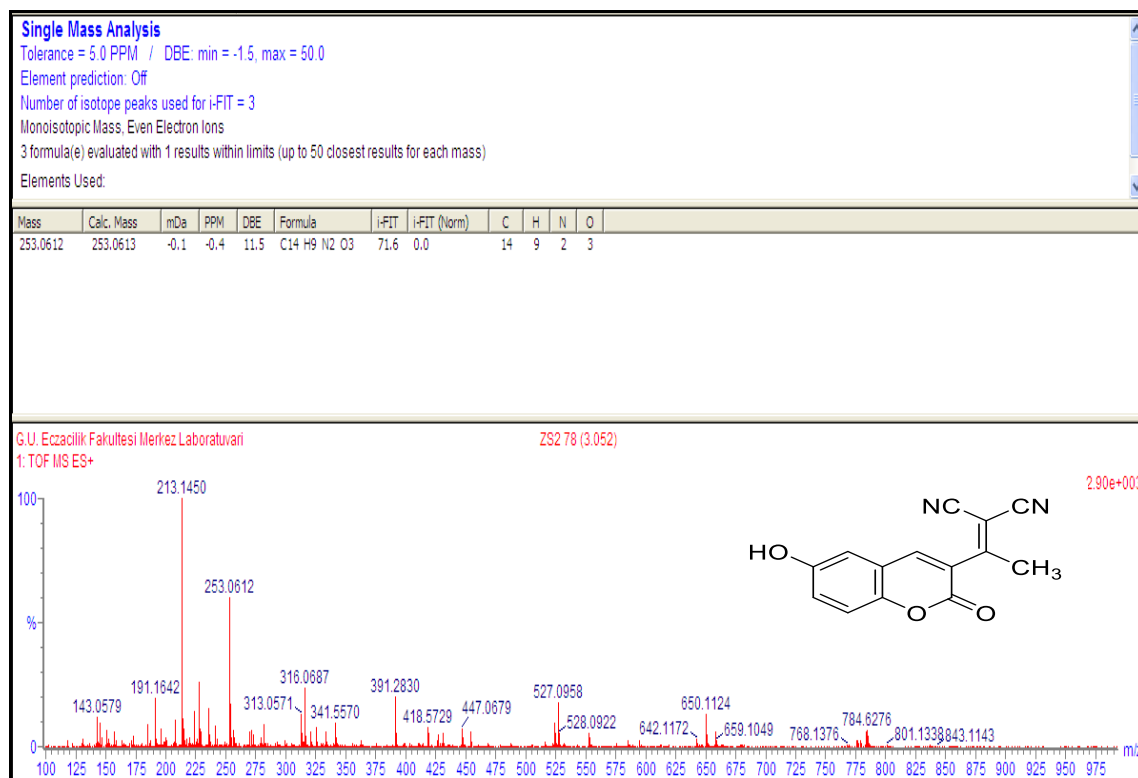 Single Mass Analysis
Tolerance = 5.0 PPM / DBE: min = -1.5, max = 50.0
Element prediction: Off
Number of isotope peaks used for i-FIT = 3
Monoisotopic Mass, Even Electron Ions
3 formula(e) evaluated with 1 results within limits (up to 50 closest results for each mass)
Elements Used:
Mass Calc. Mass mDa PPM DBE Formula i-FIT i-FIT (Norm) C H N O
253.0612 253.0613 -0.1 -0.4 11.5 C14 H9 N2 O3 71.6 0.0 14 9 2 3
G.U. Eczacilik Fakultesi Merkez Laboratuvari ZS2 78 (3.052)
1: TOF MS ES+
2.90e+003
100
213.1450
NC CN
HO
CH3
O O
253.0612
%
191.1642
143.0579
313.0571
316.0687
341.5570
391.2830
418.5729
447.0679
527.0958
528.0922
642.1172
650.1124
659.1049
768.1376
784.6276
801.1338
843.1143
0
m/z
100 125 150 175 200 225 250 275 300 325 350 375 400 425 450 475 500 525 550 575 600 625 650 675 700 725 750 775 800 825 850 875 900 925 950 975